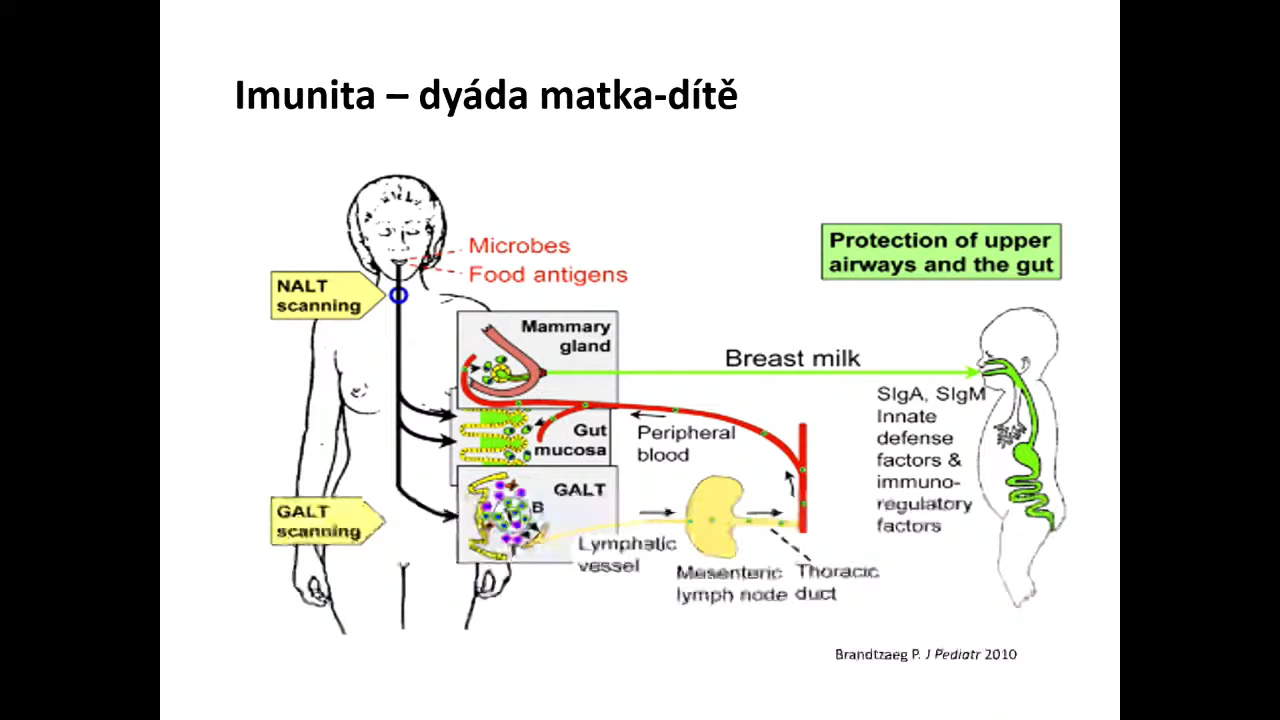 Imunita – dyáda matka-dítě
Microbes
Food antigens
Protection of upper
airways and the gut
NALT
scanning
Mammary
gland
Breast milk
SIgA, SIgM
Innate
defense
factors &
immuno-
regulatory
factors
Gut
mucosa
Peripheral
blood
GALT
B
GALT
scanning
Lymphatic
vessel
Mesenteric
lymph node
Thoracic
duct
Brandtzaeg P. J Pediatr 2010